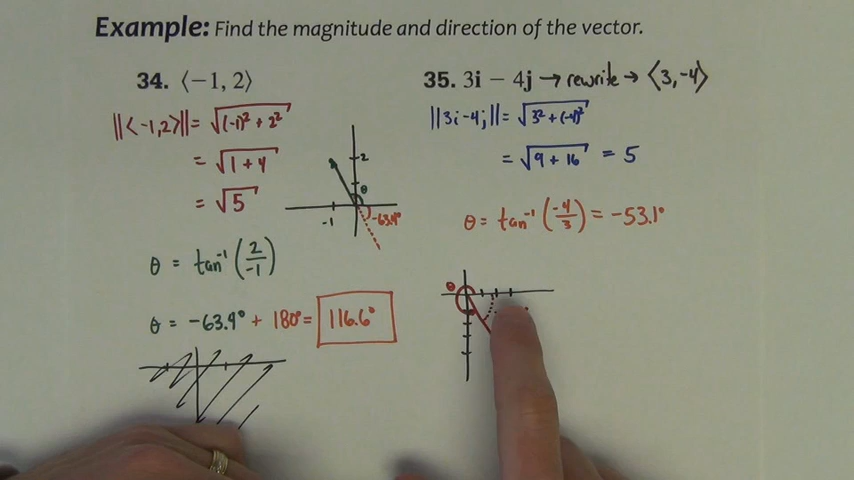 Example: Find the magnitude and direction of the vector.
34. ⟨−1, 2⟩
||<-1,2>|| = √((-1)² + 2²)
= √(1 + 4)
= √5
θ = tan⁻¹(2/-1)
θ = -63.4° + 180° = 116.6°
2
θ
-1
-63.4°
35. 3i − 4j → rewrite → ⟨3, -4⟩
||3i-4j|| = √(3² + (-4)²)
= √(9 + 16) = 5
θ = tan⁻¹(-4/3) = -53.1°
θ